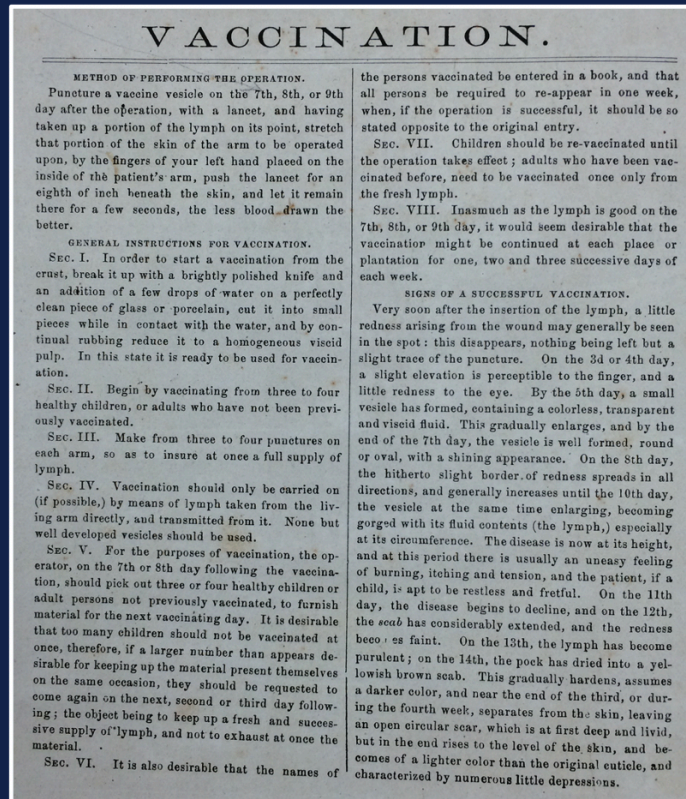 VACCINATION.
METHOD OF PERFORMING THE OPERATION.
Puncture a vaccine vesicle on the 7th, 8th, or 9th
day after the operation, with a lancet, and having
taken up a portion of the lymph on its point, stretch
that portion of the skin of the arm to be operated
upon, by the fingers of your left hand placed on the
inside of the patient's arm, push the lancet for an
eighth of inch beneath the skin, and let it remain
there for a few seconds, the less blood drawn the
better.
GENERAL INSTRUCTIONS FOR VACCINATION.
SEC. I. In order to start a vaccination from the
crust, break it up with a brightly polished knife and
an addition of a few drops of water on a perfectly
clean piece of glass or porcelain, cut it into small
pieces while in contact with the water, and by con-
tinual rubbing reduce it to a homogeneous viscid
pulp. In this state it is ready to be used for vaccin-
ation.
SEC. II. Begin by vaccinating from three to four
healthy children, or adults who have not been previ-
ously vaccinated.
SEC. III. Make from three to four punctures on
each arm, so as to insure at once a full supply of
lymph.
SEC. IV. Vaccination should only be carried on
(if possible,) by means of lymph taken from the liv-
ing arm directly, and transmitted from it. None but
well developed vesicles should be used.
SEC. V. For the purposes of vaccination, the op-
erator, on the 7th or 8th day following the vaccina-
tion, should pick out three or four healthy children or
adult persons not previously vaccinated, to furnish
material for the next vaccinating day. It is desirable
that too many children should not be vaccinated at
once, therefore, if a larger number than appears de-
sirable for keeping up the material present themselves
on the same occasion, they should be requested to
come again on the next, second or third day follow-
ing; the object being to keep up a fresh and succes-
sive supply of lymph, and not to exhaust at once the
material.
SEC. VI. It is also desirable that the names of
the persons vaccinated be entered in a book, and that
all persons be required to re-appear in one week,
when, if the operation is successful, it should be so
stated opposite to the original entry.
SEC. VII. Children should be re-vaccinated until
the operation takes effect; adults who have been vac-
cinated before, need to be vaccinated once only from
the fresh lymph.
SEC. VIII. Inasmuch as the lymph is good on the
7th, 8th, or 9th day, it would seem desirable that the
vaccination might be continued at each place or
plantation for one, two and three successive days of
each week.
SIGNS OF A SUCCESSFUL VACCINATION.
Very soon after the insertion of the lymph, a little
redness arising from the wound may generally be seen
in the spot: this disappears, nothing being left but a
slight trace of the puncture. On the 3d or 4th day,
a slight elevation is perceptible to the finger, and a
little redness to the eye. By the 5th day, a small
vesicle has formed, containing a colorless, transparent
and viscid fluid. This gradually enlarges, and by the
end of the 7th day, the vesicle is well formed, round
or oval, with a shining appearance. On the 8th day,
the hitherto slight border of redness spreads in all
directions, and generally increases until the 10th day,
the vesicle at the same time enlarging, becoming
gorged with its fluid contents (the lymph,) especially
at its circumference. The disease is now at its height,
and at this period there is usually an uneasy feeling
of burning, itching and tension, and the patient, if a
child, is apt to be restless and fretful. On the 11th
day, the disease begins to decline, and on the 12th,
the scab has considerably extended, and the redness
becomes faint. On the 13th, the lymph has become
purulent; on the 14th, the pock has dried into a yel-
lowish brown scab. This gradually hardens, assumes
a darker color, and near the end of the third, or dur-
ing the fourth week, separates from the skin, leaving
an open circular scar, which is at first deep and livid,
but in the end rises to the level of the skin, and be-
comes of a lighter color than the original cuticle, and
characterized by numerous little depressions.